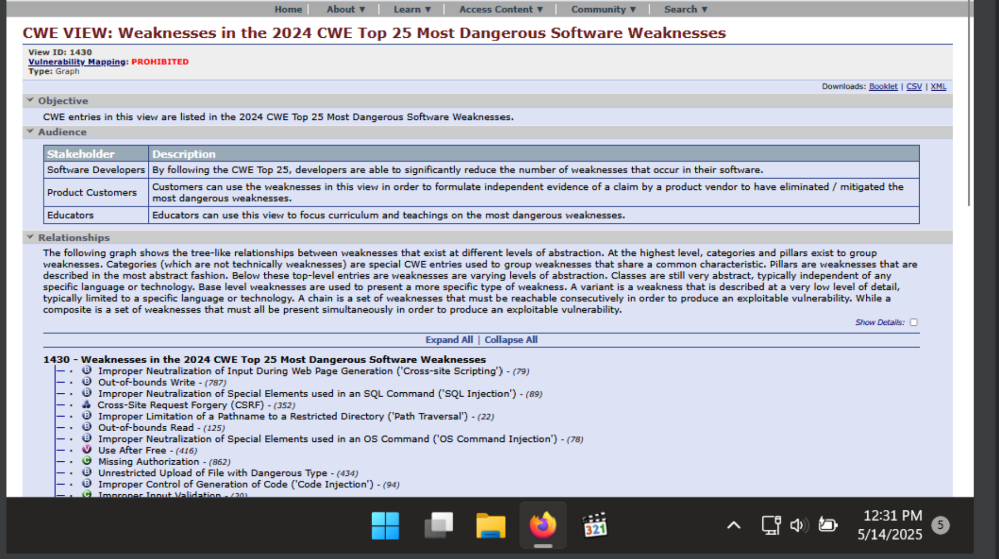 Home | About ▼ | Learn ▼ | Access Content ▼ | Community ▼ | Search ▼
CWE VIEW: Weaknesses in the 2024 CWE Top 25 Most Dangerous Software Weaknesses
View ID: 1430
Vulnerability Mapping: PROHIBITED
Type: Graph
Downloads: Booklet | CSV | XML
Objective
CWE entries in this view are listed in the 2024 CWE Top 25 Most Dangerous Software Weaknesses.
Audience
Stakeholder Description
Software Developers By following the CWE Top 25, developers are able to significantly reduce the number of weaknesses that occur in their software.
Product Customers Customers can use the weaknesses in this view in order to formulate independent evidence of a claim by a product vendor to have eliminated / mitigated the
most dangerous weaknesses.
Educators Educators can use this view to focus curriculum and teachings on the most dangerous weaknesses.
Relationships
The following graph shows the tree-like relationships between weaknesses that exist at different levels of abstraction. At the highest level, categories and pillars exist to group
weaknesses. Categories (which are not technically weaknesses) are special CWE entries used to group weaknesses that share a common characteristic. Pillars are weaknesses that are
described in the most abstract fashion. Below these top-level entries are weaknesses are varying levels of abstraction. Classes are still very abstract, typically independent of any
specific language or technology. Base level weaknesses are used to present a more specific type of weakness. A variant is a weakness that is described at a very low level of detail,
typically limited to a specific language or technology. A chain is a set of weaknesses that must be reachable consecutively in order to produce an exploitable vulnerability. While a
composite is a set of weaknesses that must all be present simultaneously in order to produce an exploitable vulnerability.
Show Details:
Expand All | Collapse All
1430 - Weaknesses in the 2024 CWE Top 25 Most Dangerous Software Weaknesses
B Improper Neutralization of Input During Web Page Generation ('Cross-site Scripting') - (79)
B Out-of-bounds Write - (787)
B Improper Neutralization of Special Elements used in an SQL Command ('SQL Injection') - (89)
Cross-Site Request Forgery (CSRF) - (352)
B Improper Limitation of a Pathname to a Restricted Directory ('Path Traversal') - (22)
B Out-of-bounds Read - (125)
B Improper Neutralization of Special Elements used in an OS Command ('OS Command Injection') - (78)
V Use After Free - (416)
C Missing Authorization - (862)
B Unrestricted Upload of File with Dangerous Type - (434)
B Improper Control of Generation of Code ('Code Injection') - (94)
C Improper Input Validation - (20)
321
12:31 PM
5/14/2025
5